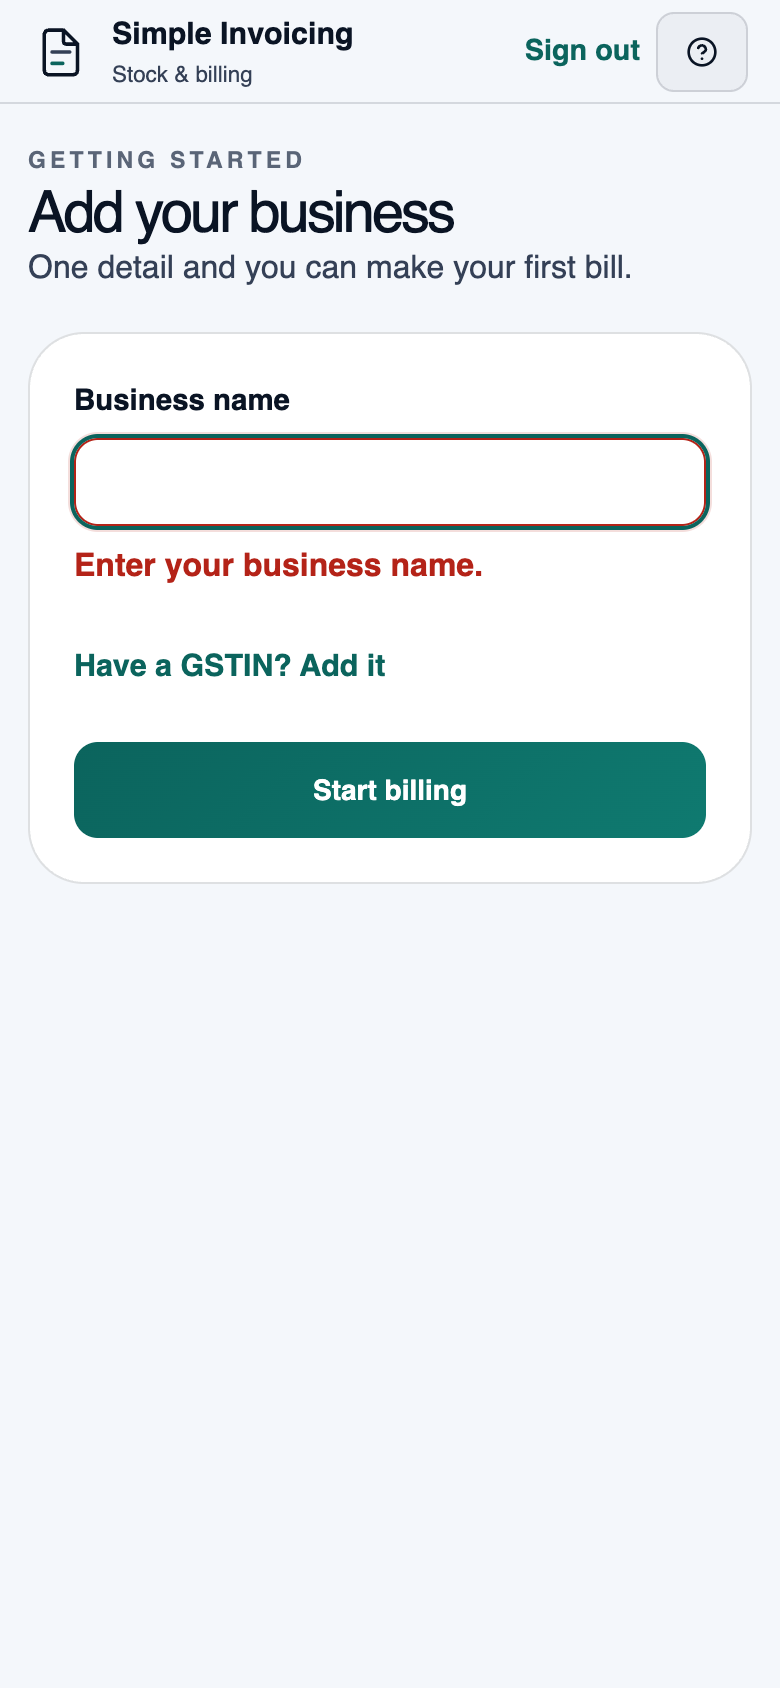 Simple Invoicing
Stock & billing
Sign out
GETTING STARTED
Add your business
One detail and you can make your first bill.
Business name
Enter your business name.
Have a GSTIN? Add it
Start billing